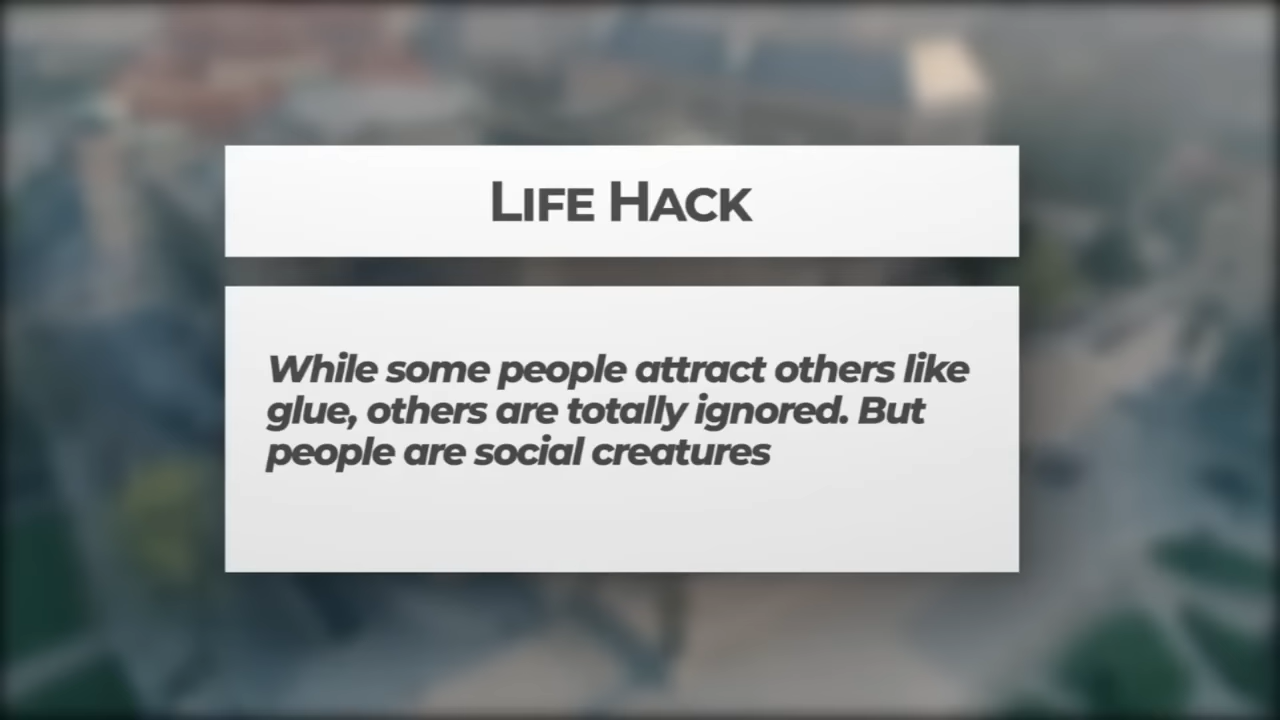 Life Hack
While some people attract others like
glue, others are totally ignored. But
people are social creatures